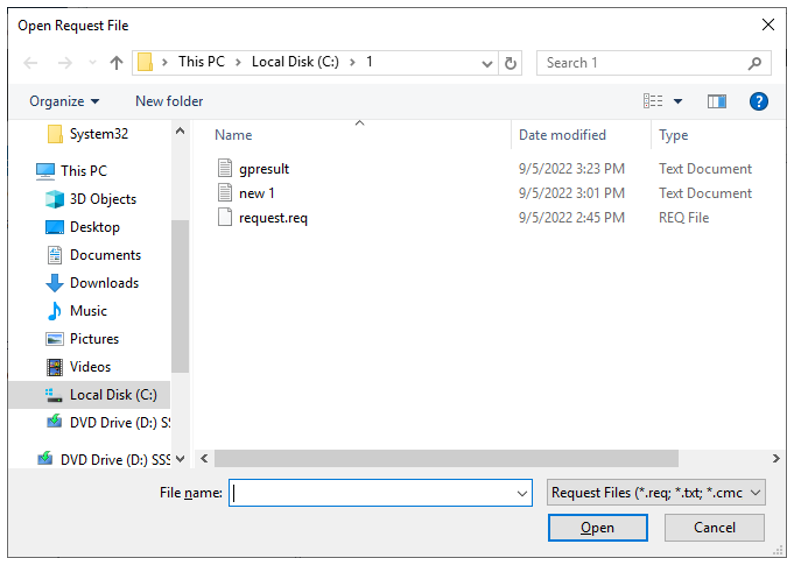 Open Request File
This PC > Local Disk (C:) > 1
Search 1
Organize
New folder
?
Name
Date modified
Type
System32
This PC
3D Objects
Desktop
Documents
Downloads
Music
Pictures
Videos
Local Disk (C:)
DVD Drive (D:) SS
DVD Drive (D:) SSS
gpresult 9/5/2022 3:23 PM Text Document
new 1 9/5/2022 3:01 PM Text Document
request.req 9/5/2022 2:45 PM REQ File
File name:
Request Files (*.req; *.txt; *.cmc
Open
Cancel